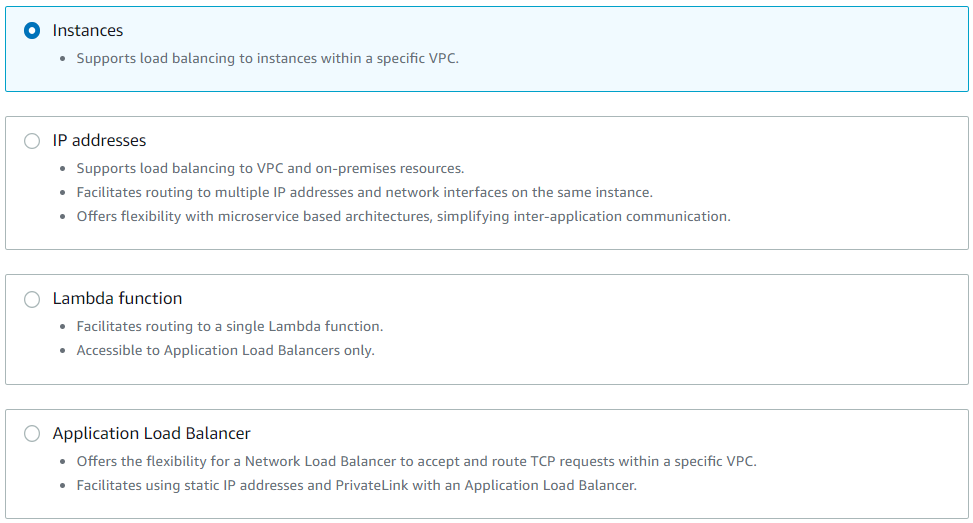 Instances
• Supports load balancing to instances within a specific VPC.
IP addresses
• Supports load balancing to VPC and on-premises resources.
• Facilitates routing to multiple IP addresses and network interfaces on the same instance.
• Offers flexibility with microservice based architectures, simplifying inter-application communication.
Lambda function
• Facilitates routing to a single Lambda function.
• Accessible to Application Load Balancers only.
Application Load Balancer
• Offers the flexibility for a Network Load Balancer to accept and route TCP requests within a specific VPC.
• Facilitates using static IP addresses and PrivateLink with an Application Load Balancer.